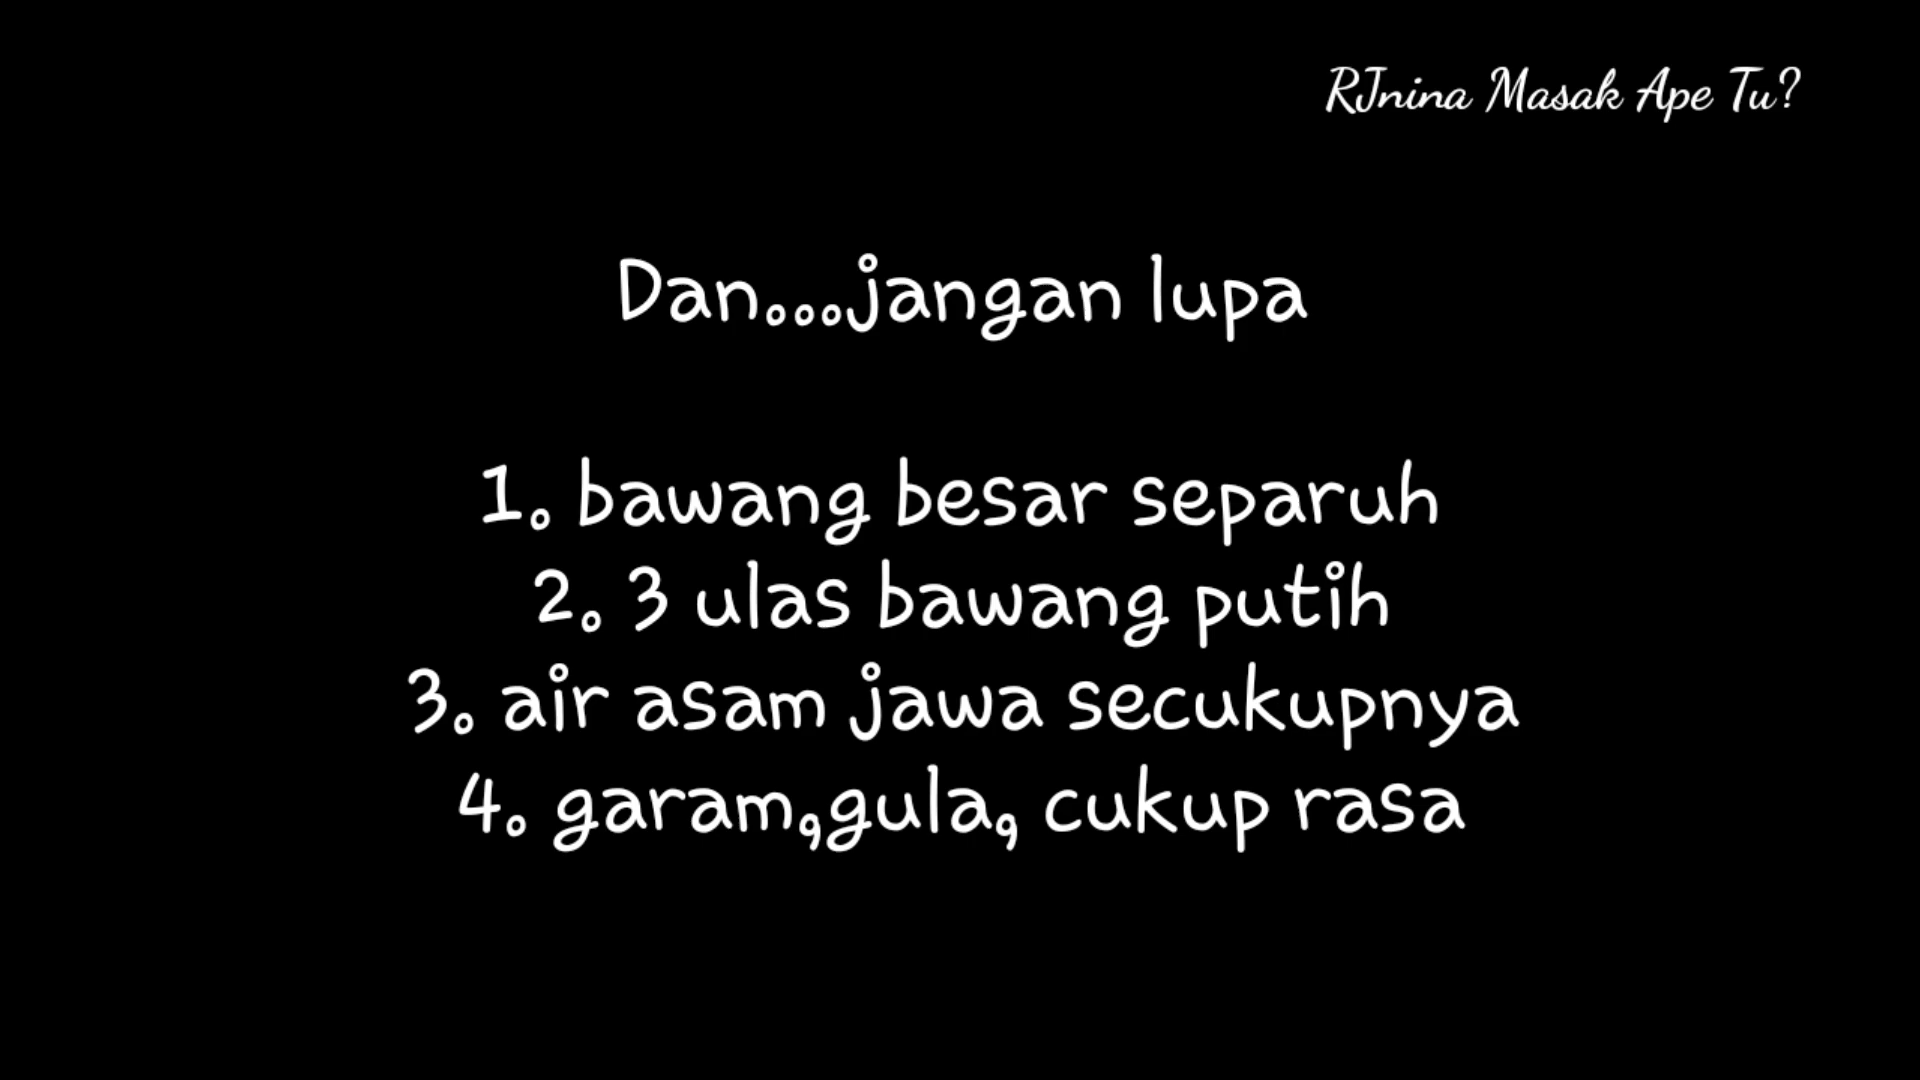 RJnina Masak Ape Tu?
Dan...jangan lupa
1. bawang besar separuh
2. 3 ulas bawang putih
3. air asam jawa secukupnya
4. garam,gula, cukup rasa